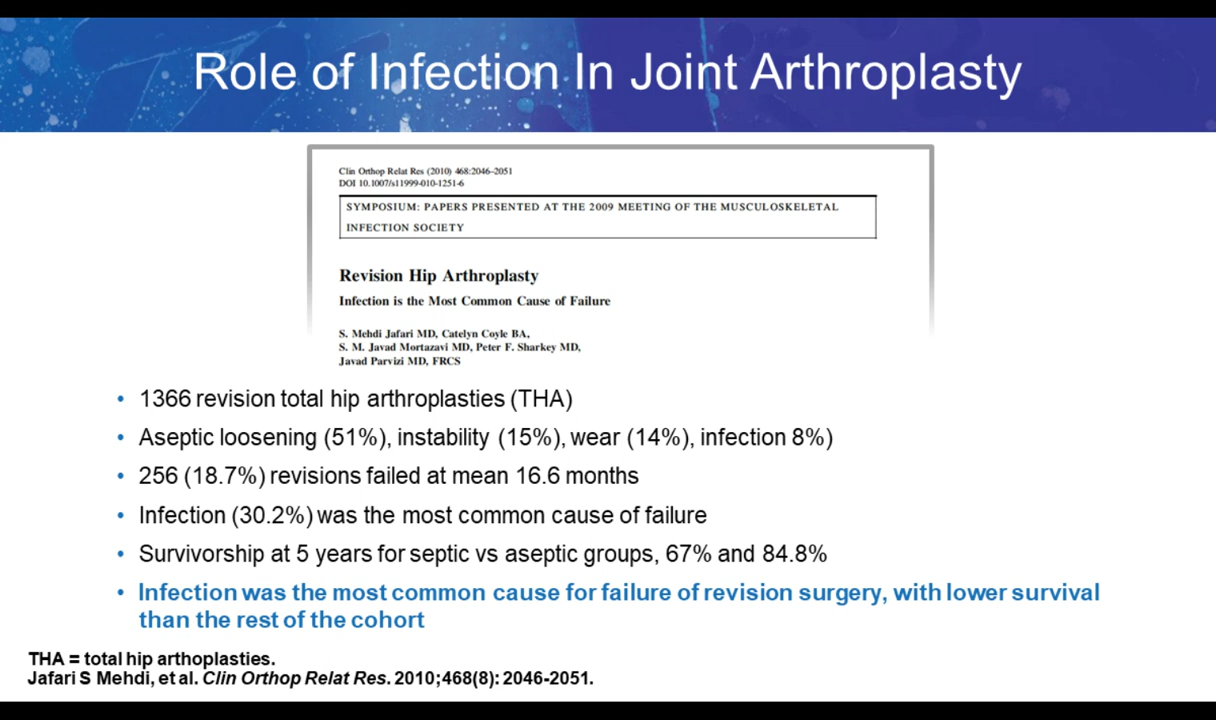 Role of Infection In Joint Arthroplasty
Clin Orthop Relat Res (2010) 468:2046–2051
DOI 10.1007/s11999-010-1251-6
SYMPOSIUM: PAPERS PRESENTED AT THE 2009 MEETING OF THE MUSCULOSKELETAL
INFECTION SOCIETY
Revision Hip Arthroplasty
Infection is the Most Common Cause of Failure
S. Mehdi Jafari MD, Catelyn Coyle BA,
S. M. Javad Mortazavi MD, Peter F. Sharkey MD,
Javad Parvizi MD, FRCS
• 1366 revision total hip arthroplasties (THA)
• Aseptic loosening (51%), instability (15%), wear (14%), infection 8%)
• 256 (18.7%) revisions failed at mean 16.6 months
• Infection (30.2%) was the most common cause of failure
• Survivorship at 5 years for septic vs aseptic groups, 67% and 84.8%
• Infection was the most common cause for failure of revision surgery, with lower survival
than the rest of the cohort
THA = total hip arthoplasties.
Jafari S Mehdi, et al. Clin Orthop Relat Res. 2010;468(8): 2046-2051.